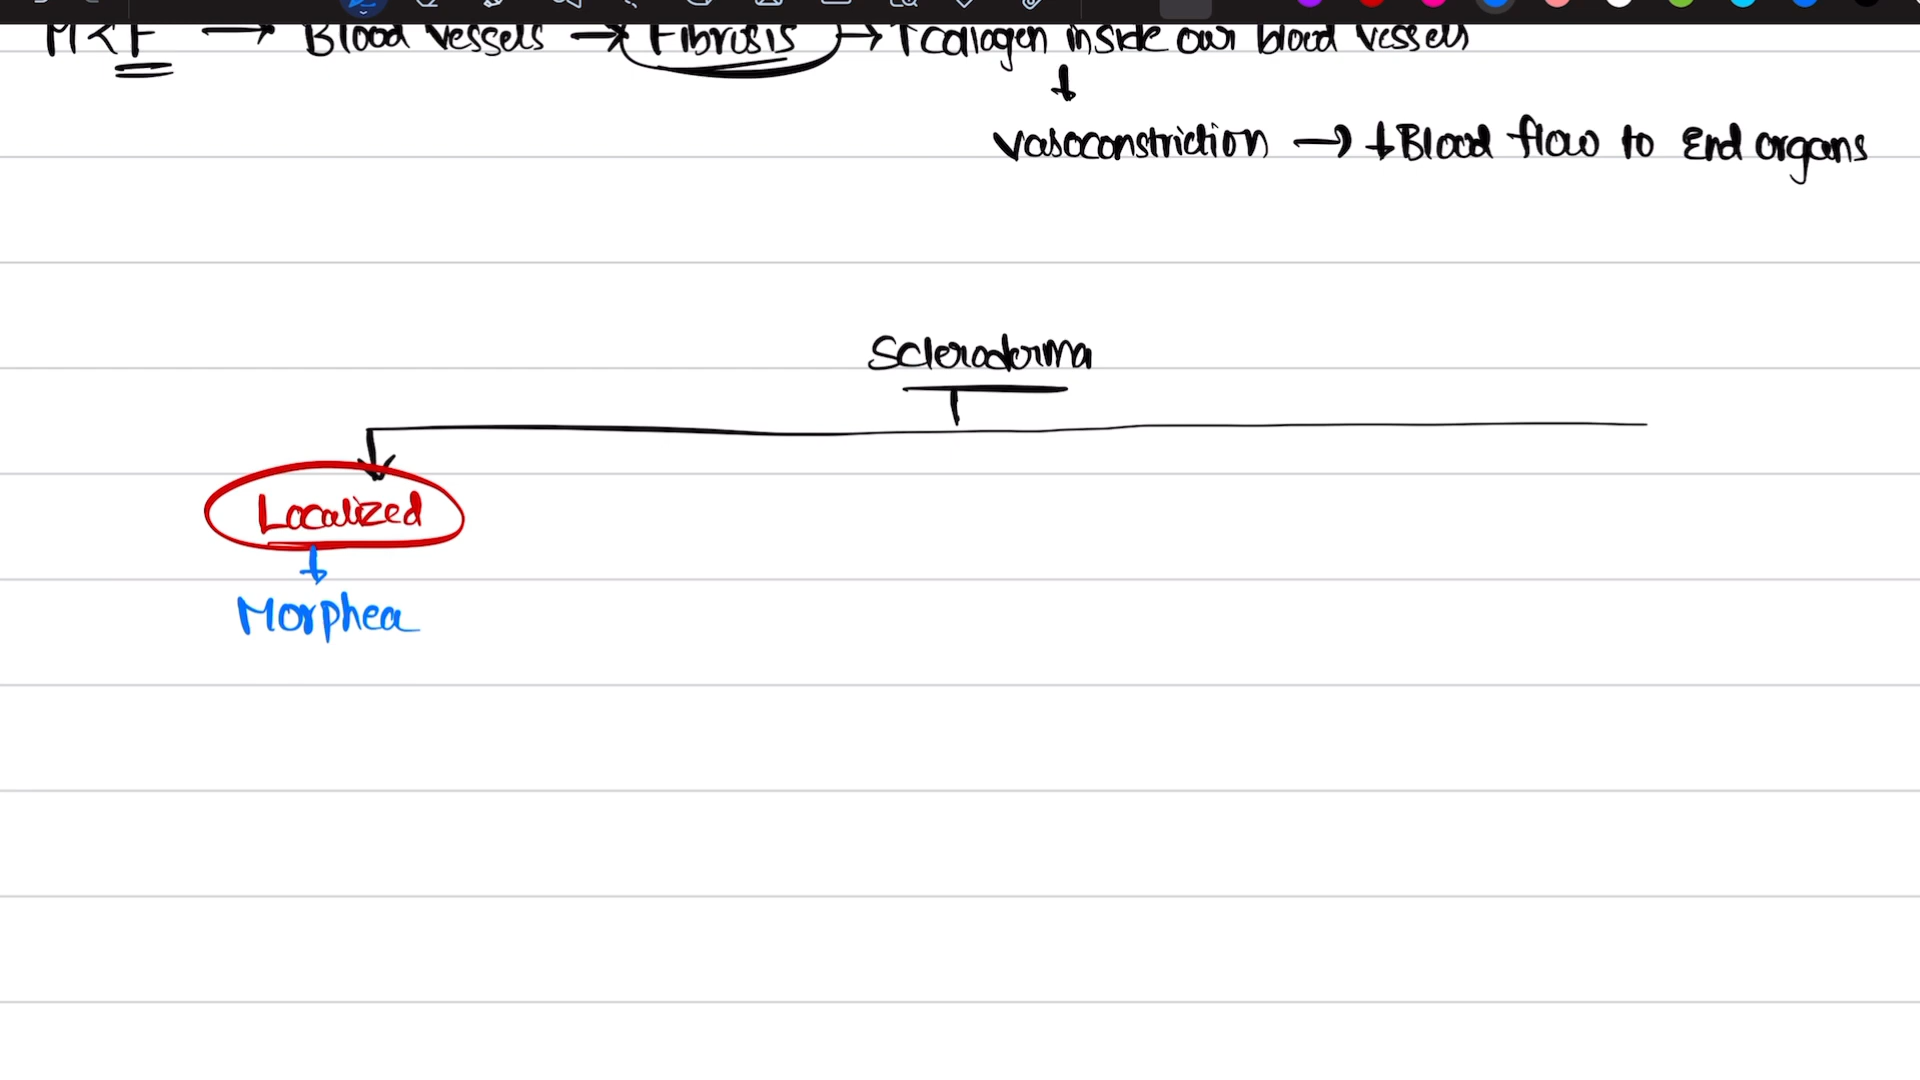 → Blood vessels → Fibrosis → ↑ collagen inside our blood vessels
↓
vasoconstriction → ↓ Blood flow to End organs
Scleroderma
Localized
↓
Morphea